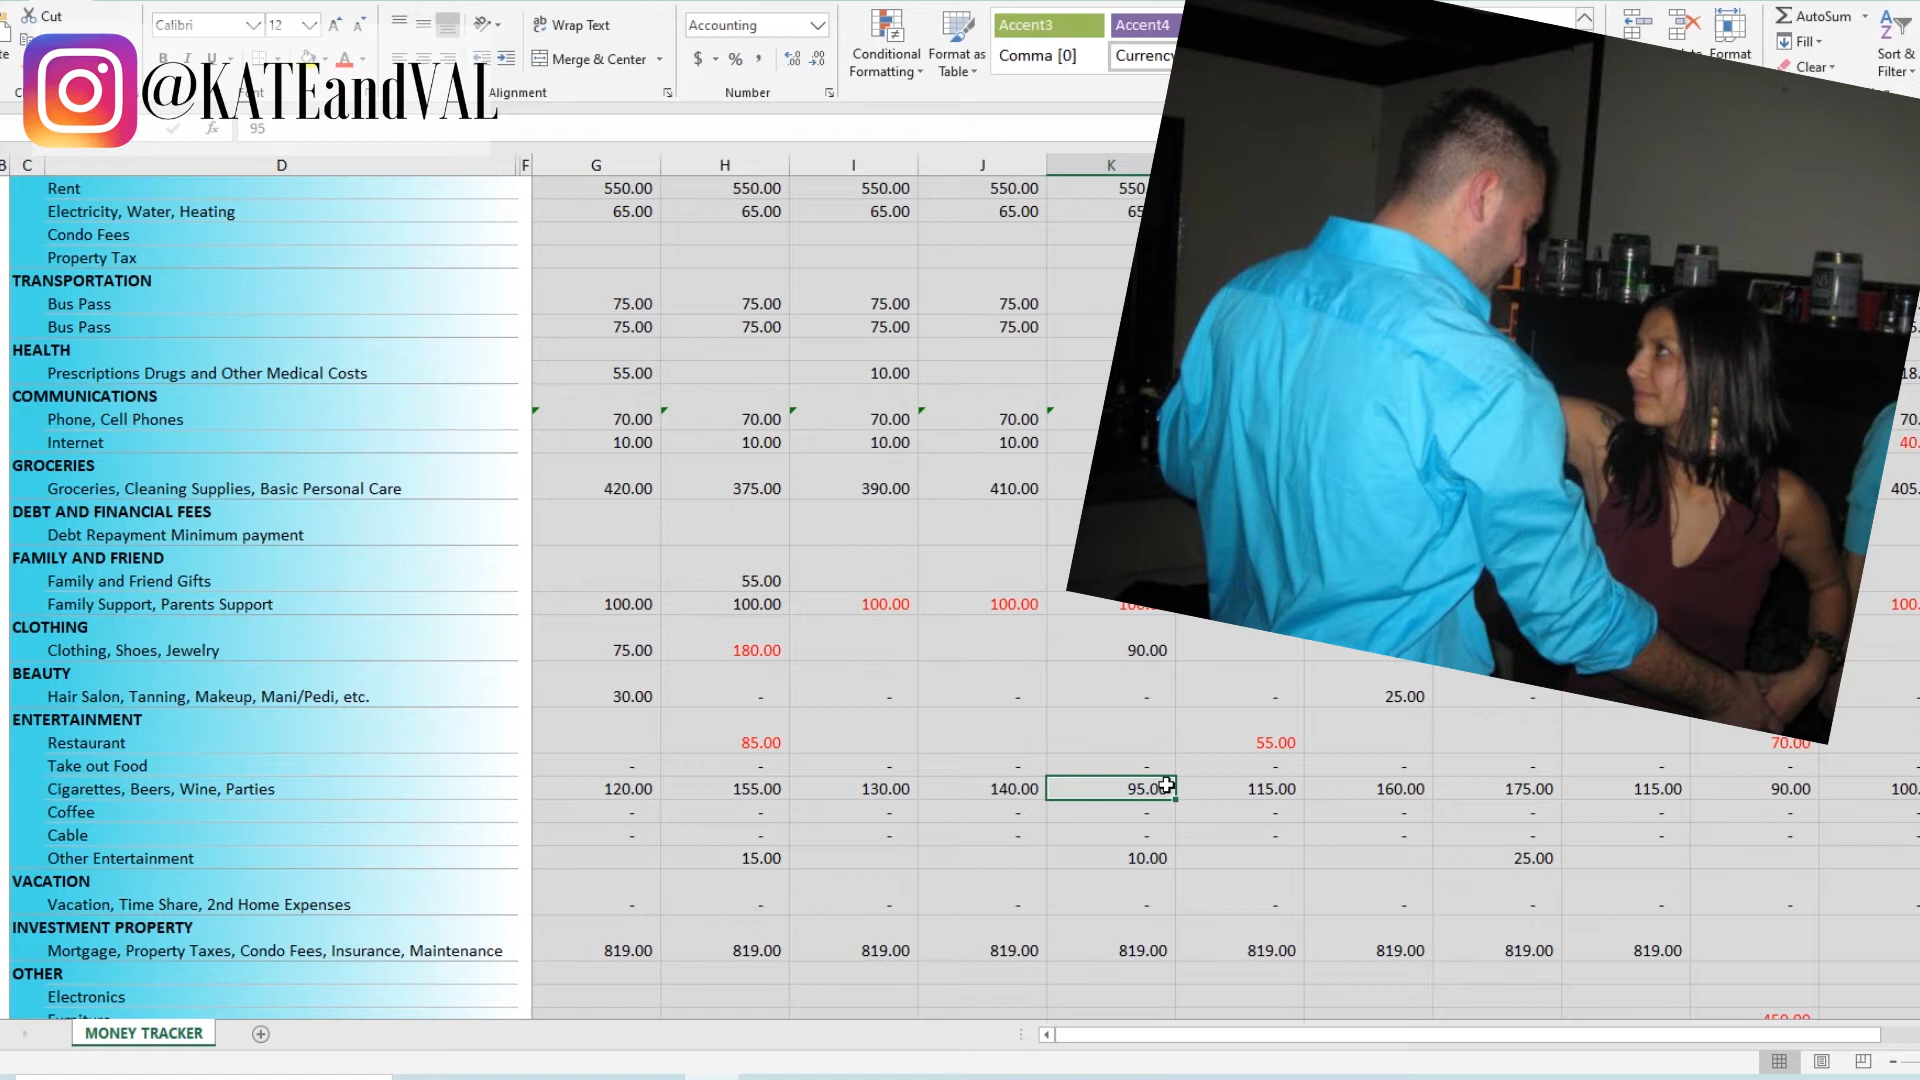 Cut
Calibri 12 Wrap Text Accounting Accent3 Accent4 AutoSum
Merge & Center $ % Conditional Formatting Format as Table Comma [0] Currency Format Fill Sort & Filter
Clear
@KATEandVAL
Alignment Number
fx 95
B C D F G H I J K
Rent 550.00 550.00 550.00 550.00 550
Electricity, Water, Heating 65.00 65.00 65.00 65.00 65
Condo Fees
Property Tax
TRANSPORTATION
Bus Pass 75.00 75.00 75.00 75.00
Bus Pass 75.00 75.00 75.00 75.00
HEALTH
Prescriptions Drugs and Other Medical Costs 55.00 10.00 18.
COMMUNICATIONS
Phone, Cell Phones 70.00 70.00 70.00 70.00 70.
Internet 10.00 10.00 10.00 10.00 40.
GROCERIES
Groceries, Cleaning Supplies, Basic Personal Care 420.00 375.00 390.00 410.00 405.
DEBT AND FINANCIAL FEES
Debt Repayment Minimum payment
FAMILY AND FRIEND
Family and Friend Gifts 55.00
Family Support, Parents Support 100.00 100.00 100.00 100.00 100.
CLOTHING
Clothing, Shoes, Jewelry 75.00 180.00 90.00
BEAUTY
Hair Salon, Tanning, Makeup, Mani/Pedi, etc. 30.00 - - - - - 25.00 -
ENTERTAINMENT
Restaurant 85.00 55.00 70.00
Take out Food - - - - - - - - - - -
Cigarettes, Beers, Wine, Parties 120.00 155.00 130.00 140.00 95.0 115.00 160.00 175.00 115.00 90.00 100.
Coffee - - - - - - - - - - -
Cable - - - - - - - - - - -
Other Entertainment 15.00 10.00 25.00
VACATION
Vacation, Time Share, 2nd Home Expenses - - - - - - - - - - -
INVESTMENT PROPERTY
Mortgage, Property Taxes, Condo Fees, Insurance, Maintenance 819.00 819.00 819.00 819.00 819.00 819.00 819.00 819.00 819.00
OTHER
Electronics
MONEY TRACKER